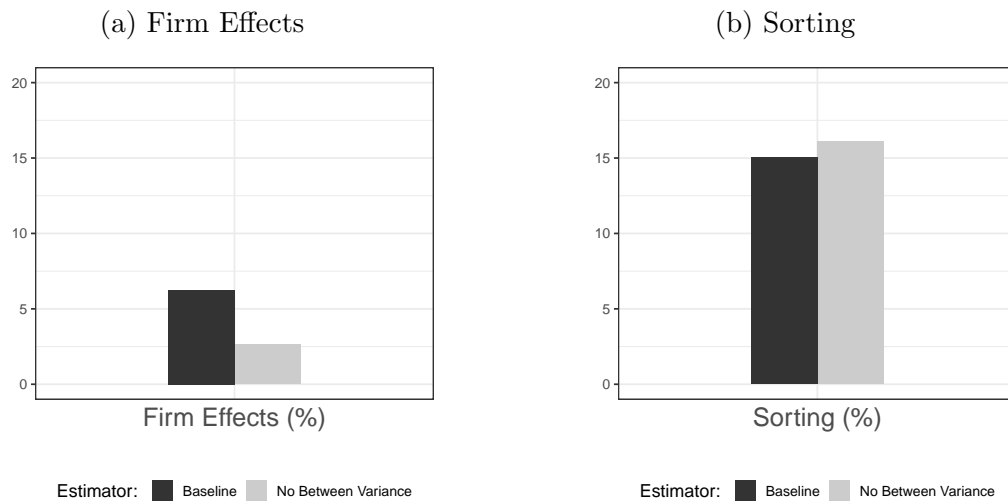 (a) Firm Effects
20
15
10
5
0
Firm Effects (%)
Estimator: Baseline No Between Variance
(b) Sorting
20
15
10
5
0
Sorting (%)
Estimator: Baseline No Between Variance